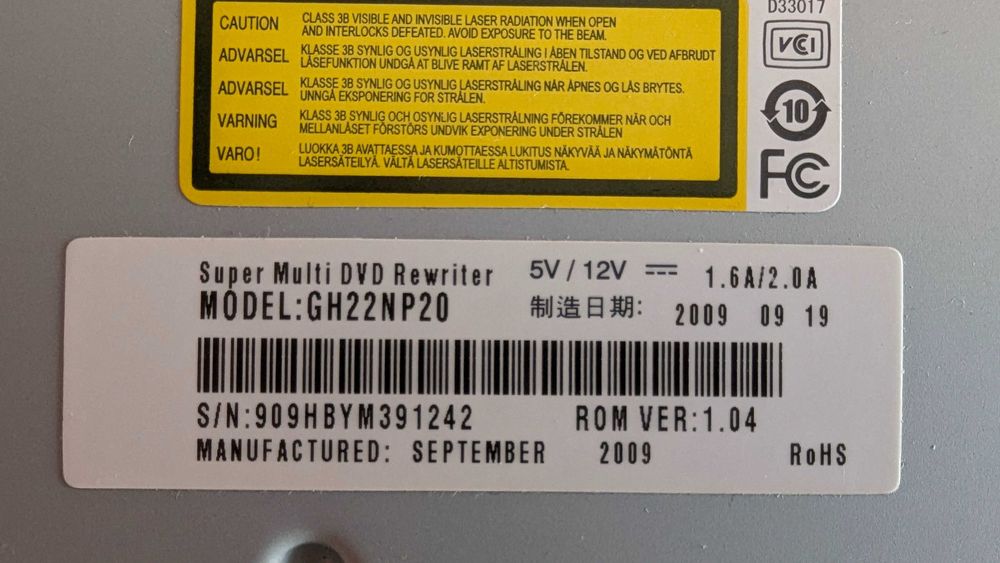 D33017
VCCI
10
FC
CAUTION CLASS 3B VISIBLE AND INVISIBLE LASER RADIATION WHEN OPEN
AND INTERLOCKS DEFEATED. AVOID EXPOSURE TO THE BEAM.
ADVARSEL KLASSE 3B SYNLIG OG USYNLIG LASERSTRÅLING I ÅBEN TILSTAND OG VED AFBRUDT
LÅSEFUNKTION UNDGÅ AT BLIVE RAMT AF LASERSTRÅLEN.
ADVARSEL KLASSE 3B SYNLIG OG USYNLIG LASERSTRÅLING NÅR ÅPNES OG LÅS BRYTES.
UNNGÅ EKSPONERING FOR STRÅLEN.
VARNING KLASS 3B SYNLIG OCH OSYNLIG LASERSTRÅLNING FÖREKOMMER NÄR OCH
MELLANLÅSET FÖRSTÖRS UNDVIK EXPONERING UNDER STRÅLEN
VARO! LUOKKA 3B AVATTAESSA JA KUMOTTAESSA LUKITUS NÄKYVÄÄ JA NÄKYMÄTÖNTÄ
LASERSÄTEILYÄ. VÄLTÄ LASERSÄTEILLE ALTISTUMISTA.
Super Multi DVD Rewriter 5V / 12V ⎓ 1.6A/2.0A
MODEL:GH22NP20 制造日期: 2009 09 19
S/N:909HBYM391242 ROM VER:1.04
MANUFACTURED: SEPTEMBER 2009 RoHS